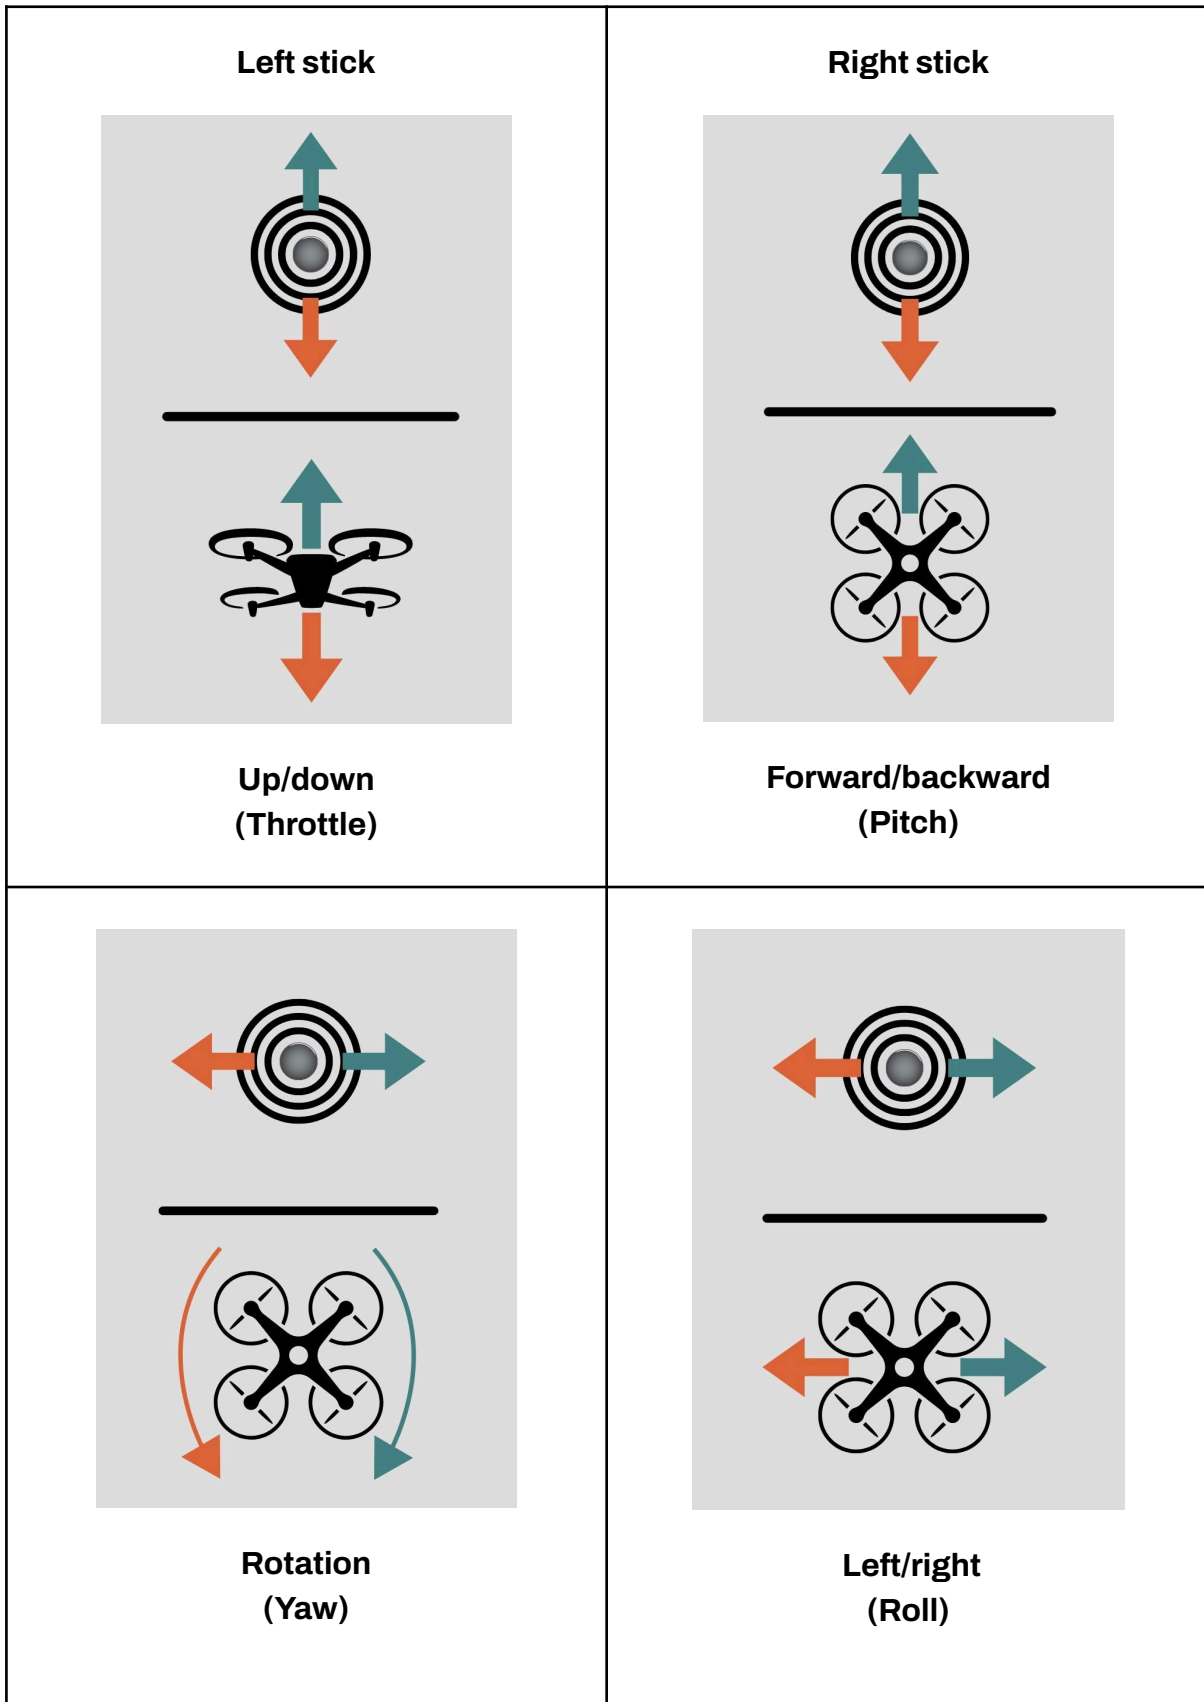 Left stick
Right stick
Up/down
(Throttle)
Forward/backward
(Pitch)
Rotation
(Yaw)
Left/right
(Roll)